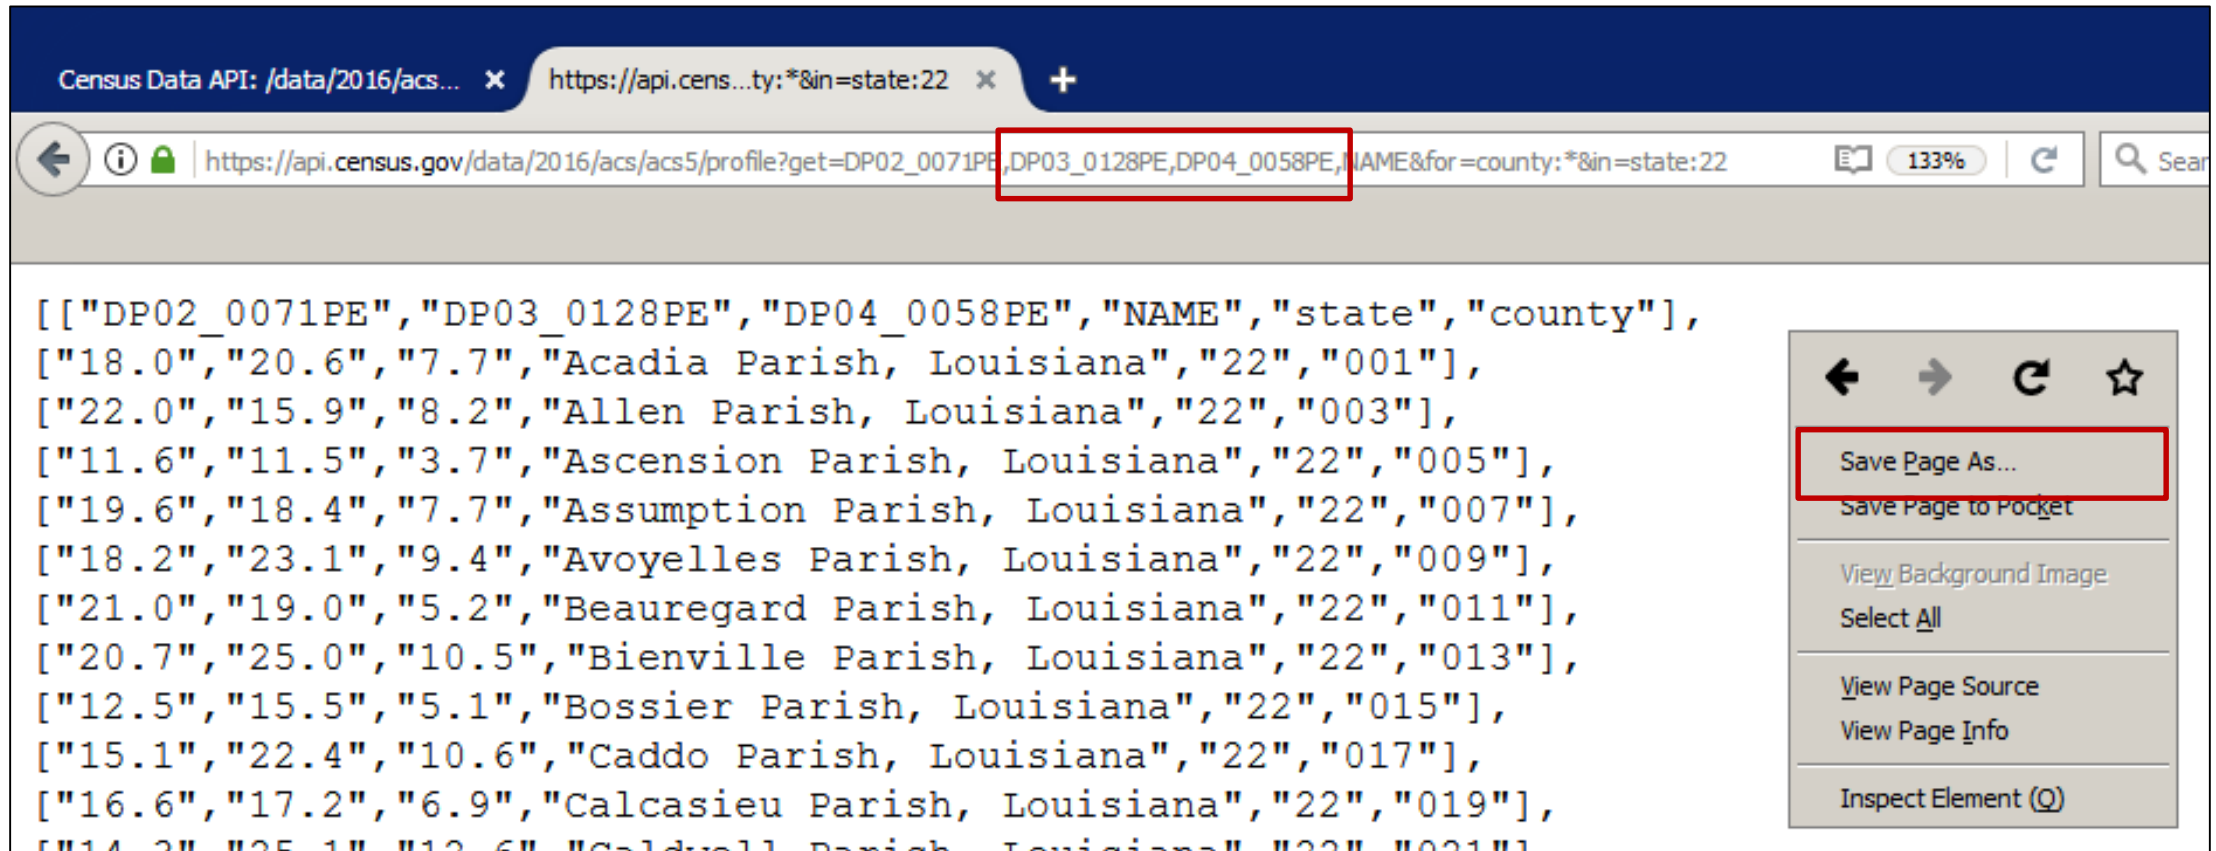 Census Data API: /data/2016/acs... https://api.cens...ty:*&in=state:22
https://api.census.gov/data/2016/acs/acs5/profile?get=DP02_0071PE,DP03_0128PE,DP04_0058PE,NAME&for=county:*&in=state:22 133% Sear
[["DP02_0071PE","DP03_0128PE","DP04_0058PE","NAME","state","county"],
["18.0","20.6","7.7","Acadia Parish, Louisiana","22","001"],
["22.0","15.9","8.2","Allen Parish, Louisiana","22","003"],
["11.6","11.5","3.7","Ascension Parish, Louisiana","22","005"],
["19.6","18.4","7.7","Assumption Parish, Louisiana","22","007"],
["18.2","23.1","9.4","Avoyelles Parish, Louisiana","22","009"],
["21.0","19.0","5.2","Beauregard Parish, Louisiana","22","011"],
["20.7","25.0","10.5","Bienville Parish, Louisiana","22","013"],
["12.5","15.5","5.1","Bossier Parish, Louisiana","22","015"],
["15.1","22.4","10.6","Caddo Parish, Louisiana","22","017"],
["16.6","17.2","6.9","Calcasieu Parish, Louisiana","22","019"],
"Caldwell Parish, Louisiana","22","021"],
Save Page As...
Save Page to Pocket
View Background Image
Select All
View Page Source
View Page Info
Inspect Element (Q)